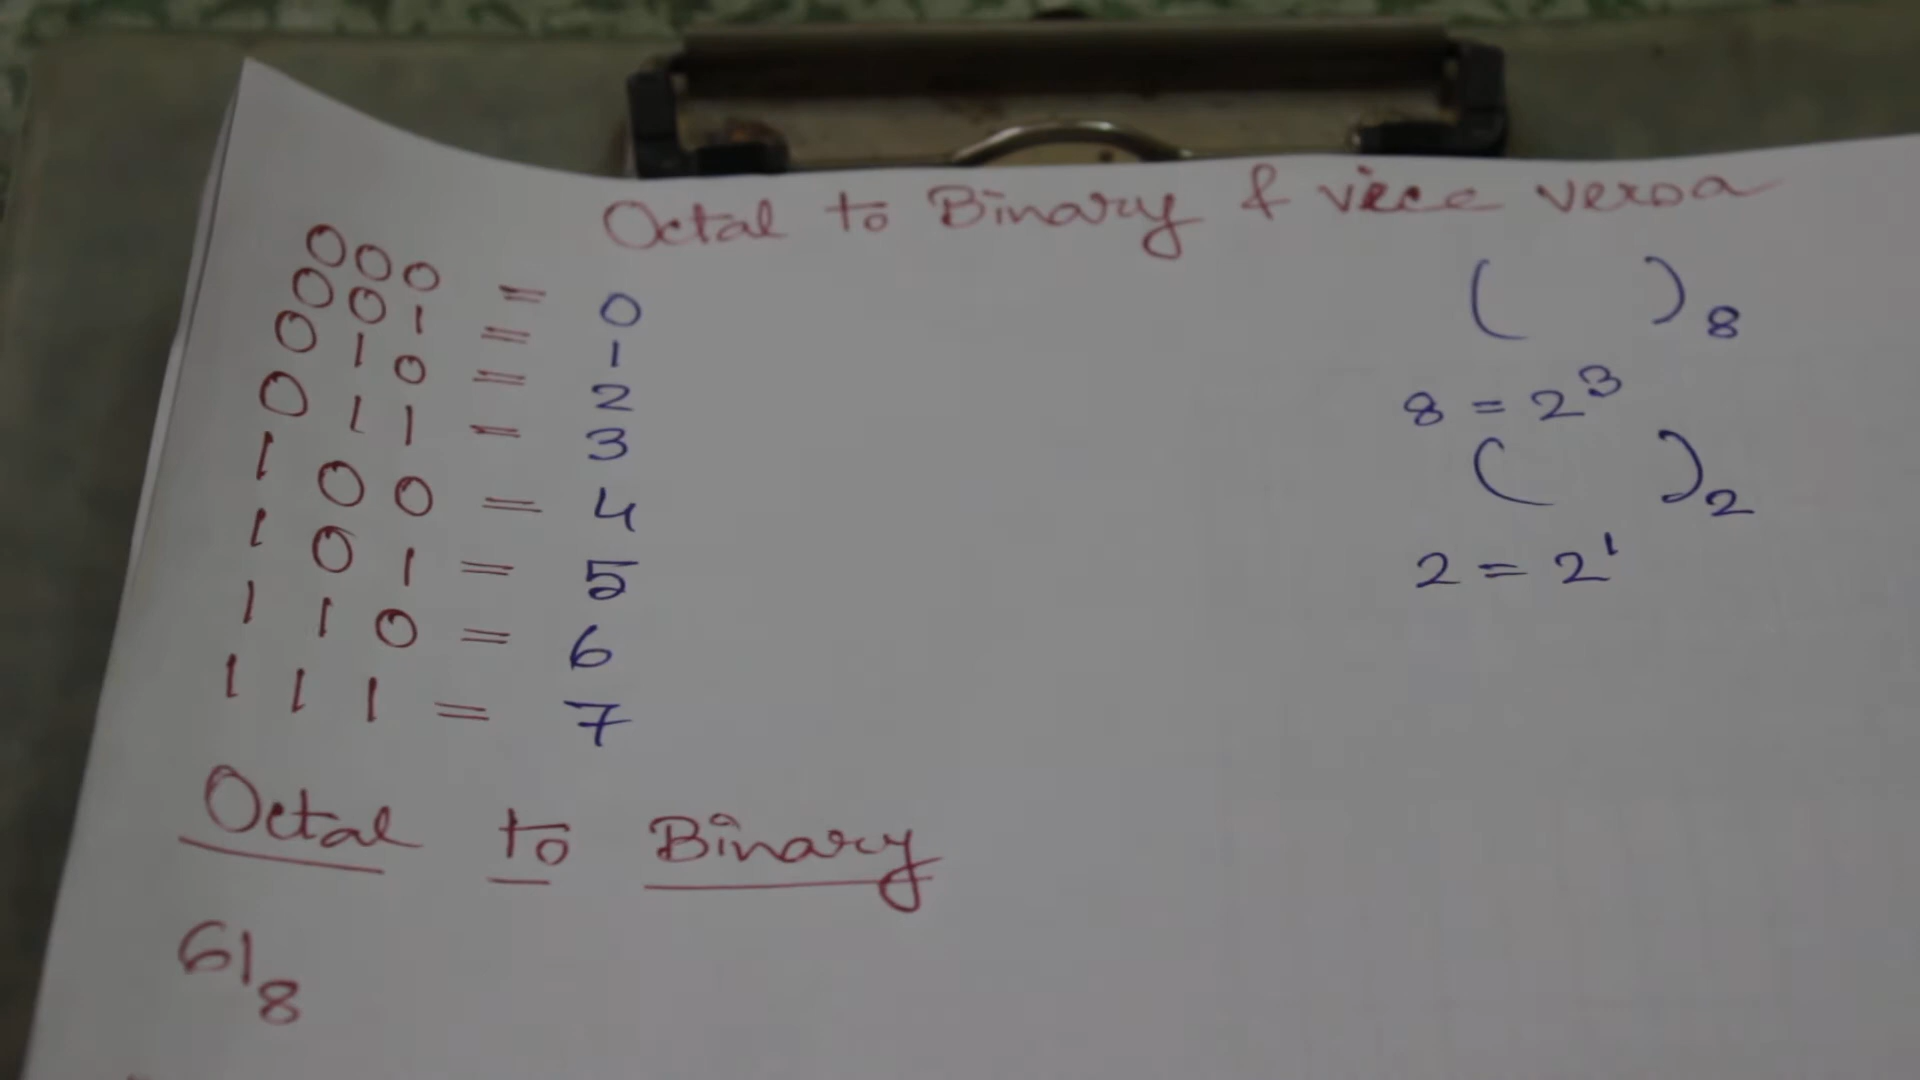 Octal to Binary & vice versa
000 = 0
001 = 1
010 = 2
011 = 3
100 = 4
101 = 5
110 = 6
111 = 7
( )₈
8 = 2³
( )₂
2 = 2¹
Octal to Binary
61₈